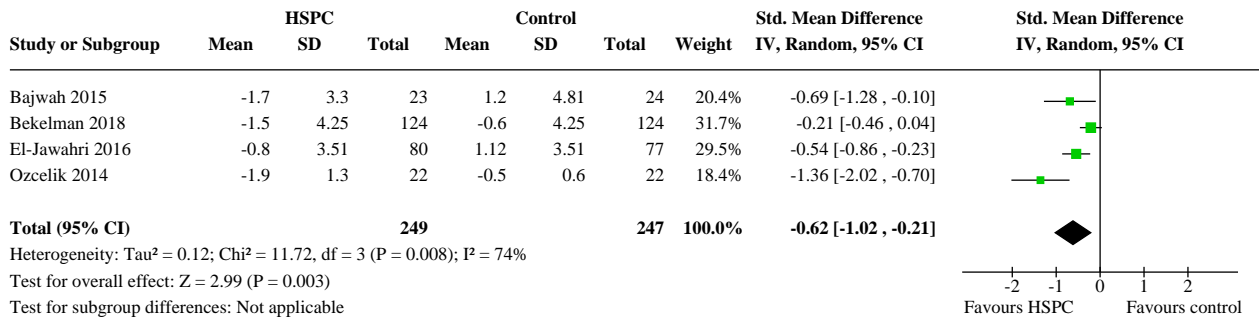 HSPC Control Std. Mean Difference Std. Mean Difference
Study or Subgroup Mean SD Total Mean SD Total Weight IV, Random, 95% CI IV, Random, 95% CI
Bajwah 2015 -1.7 3.3 23 1.2 4.81 24 20.4% -0.69 [-1.28 , -0.10]
Bekelman 2018 -1.5 4.25 124 -0.6 4.25 124 31.7% -0.21 [-0.46 , 0.04]
El-Jawahri 2016 -0.8 3.51 80 1.12 3.51 77 29.5% -0.54 [-0.86 , -0.23]
Ozcelik 2014 -1.9 1.3 22 -0.5 0.6 22 18.4% -1.36 [-2.02 , -0.70]
Total (95% CI) 249 247 100.0% -0.62 [-1.02 , -0.21]
Heterogeneity: Tau² = 0.12; Chi² = 11.72, df = 3 (P = 0.008); I² = 74%
Test for overall effect: Z = 2.99 (P = 0.003)
Test for subgroup differences: Not applicable
-2 -1 0 1 2
Favours HSPC Favours control